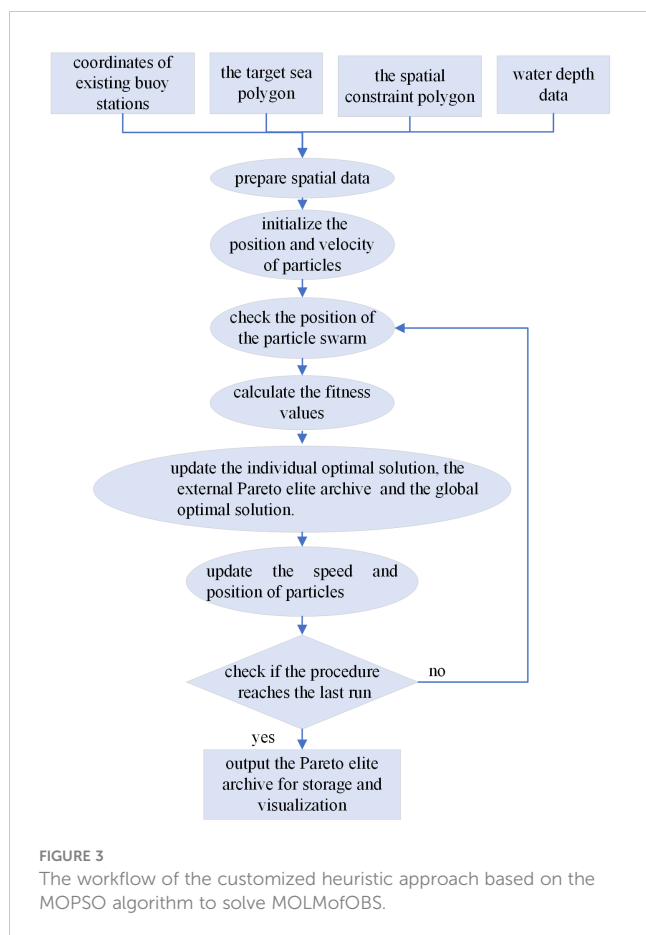 coordinates of
existing buoy
stations
the target sea
polygon
the spatial
constraint polygon
water depth
data
prepare spatial data
initialize the
position and velocity
of particles
check the position of
the particle swarm
calculate the fitness
values
update the individual optimal solution, the
external Pareto elite archive and the global
optimal solution.
update the speed and
position of particles
check if the procedure
reaches the last run
no
yes
output the Pareto elite
archive for storage and
visualization
FIGURE 3
The workflow of the customized heuristic approach based on the
MOPSO algorithm to solve MOLMofOBS.